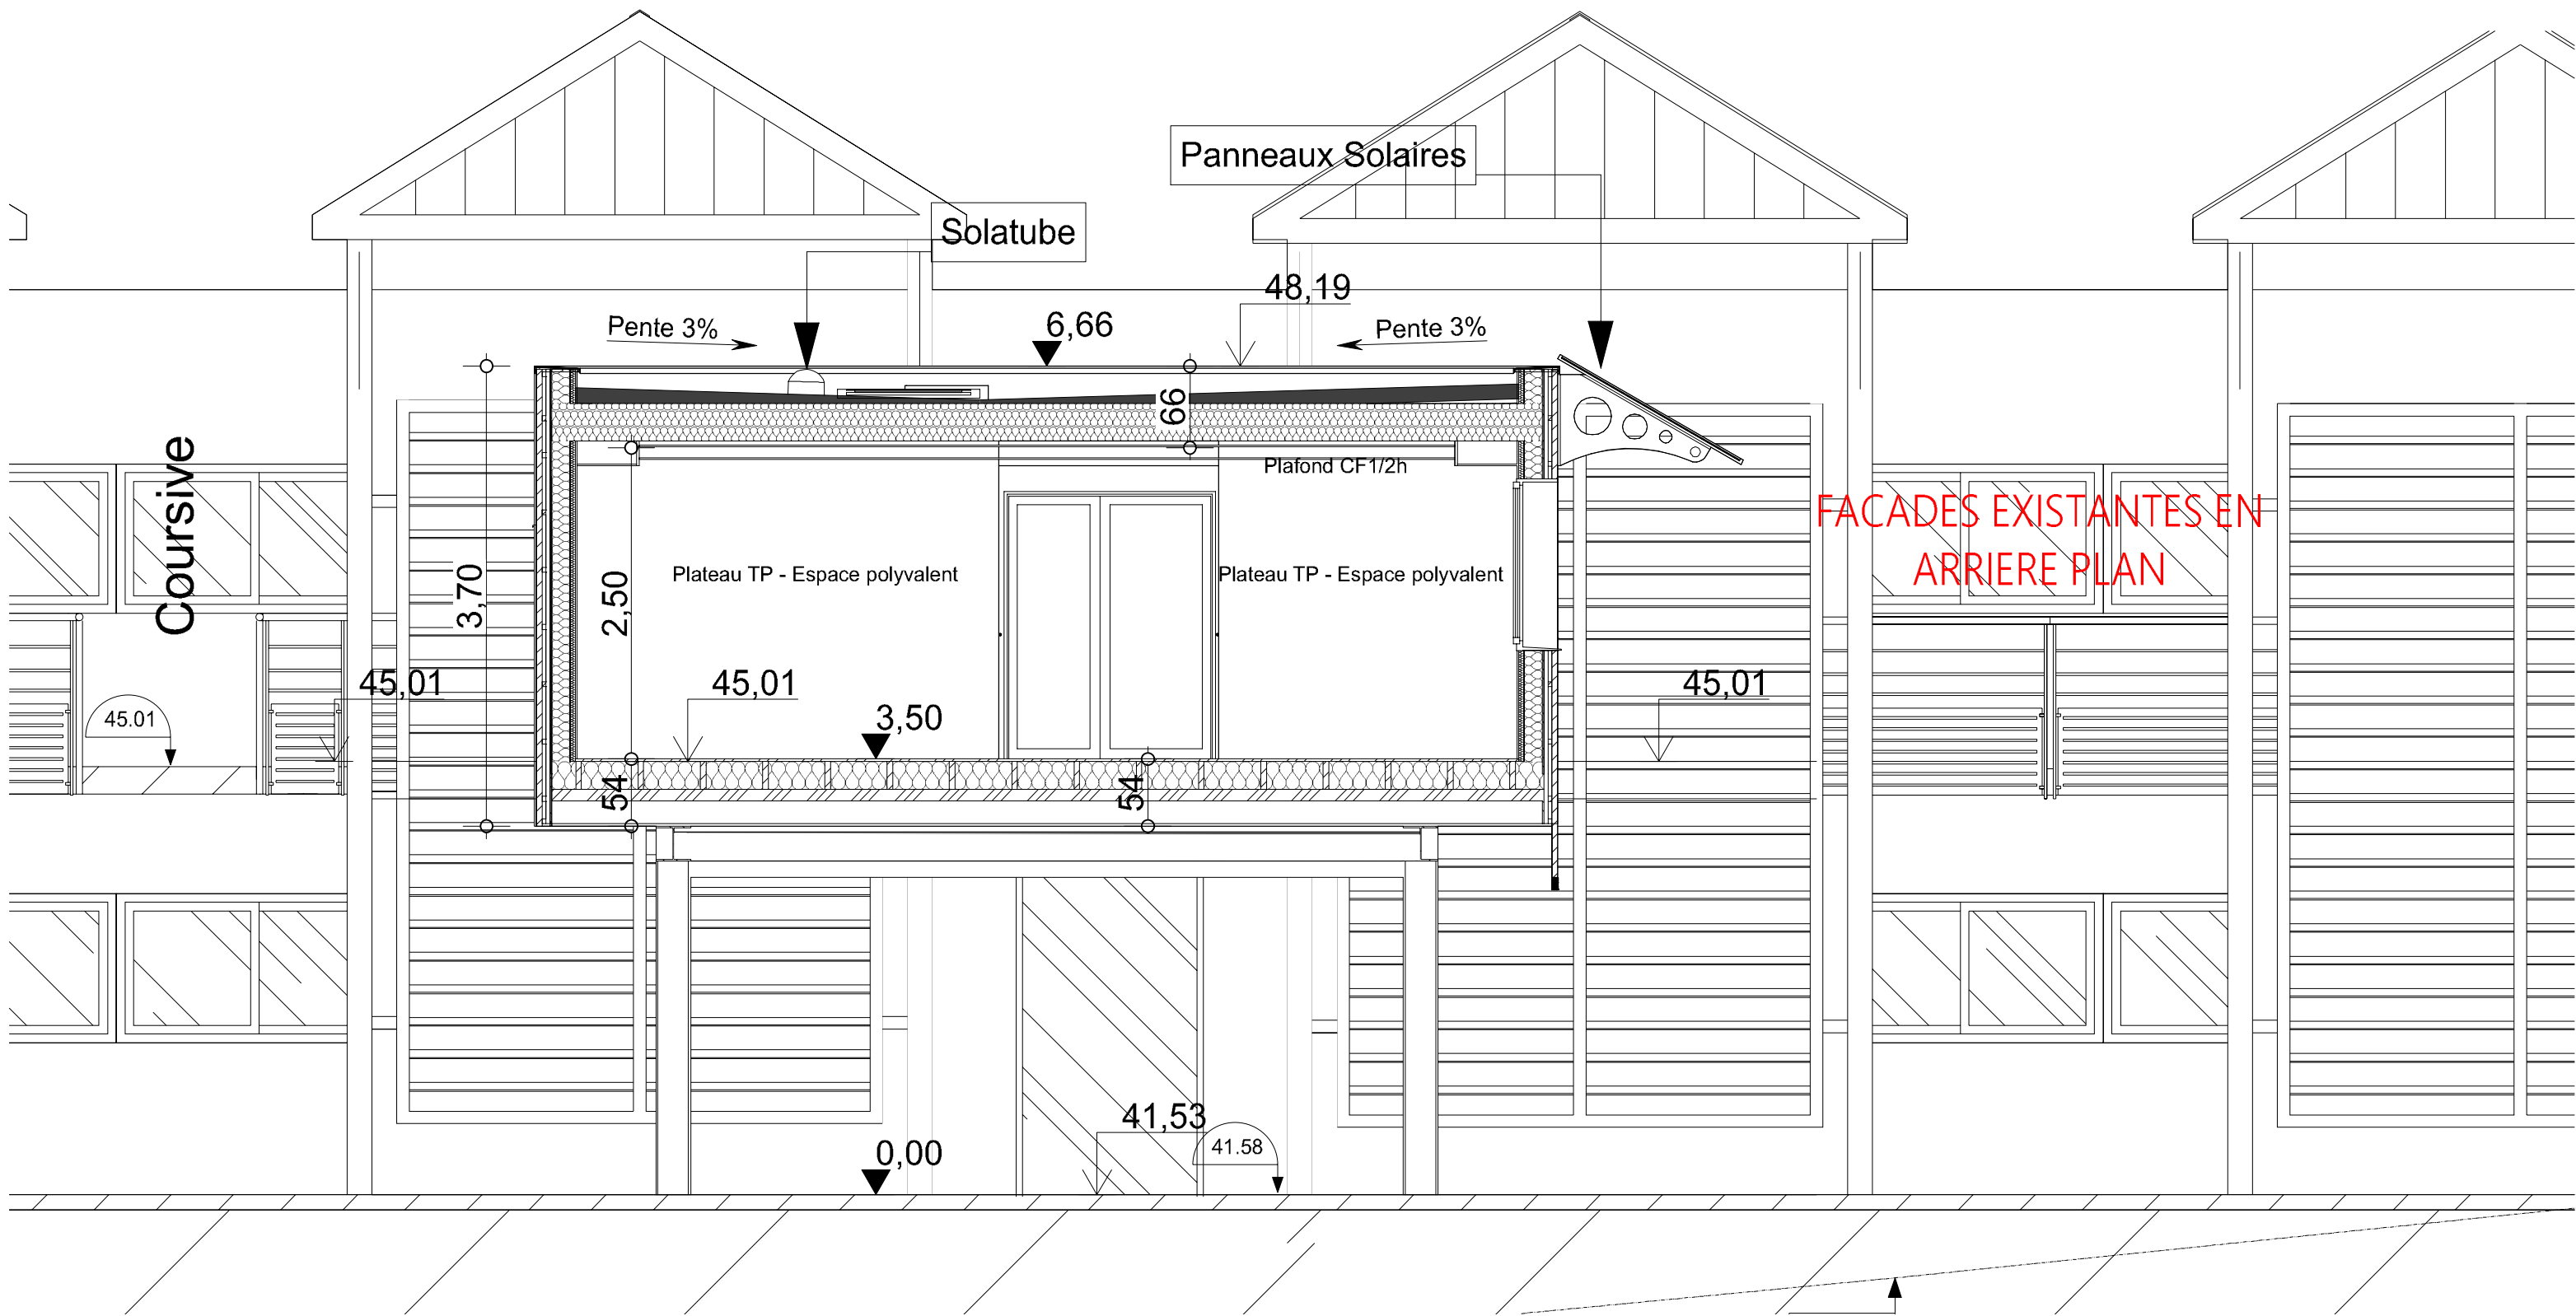 Panneaux Solaires
Solatube
48,19
Pente 3%
6,66
Pente 3%
66
Plafond CF1/2h
Coursive
FACADES EXISTANTES EN
ARRIERE PLAN
3,70
2,50
Plateau TP - Espace polyvalent
Plateau TP - Espace polyvalent
45,01
45,01
45,01
45.01
3,50
54
54
41,53
41.58
0,00